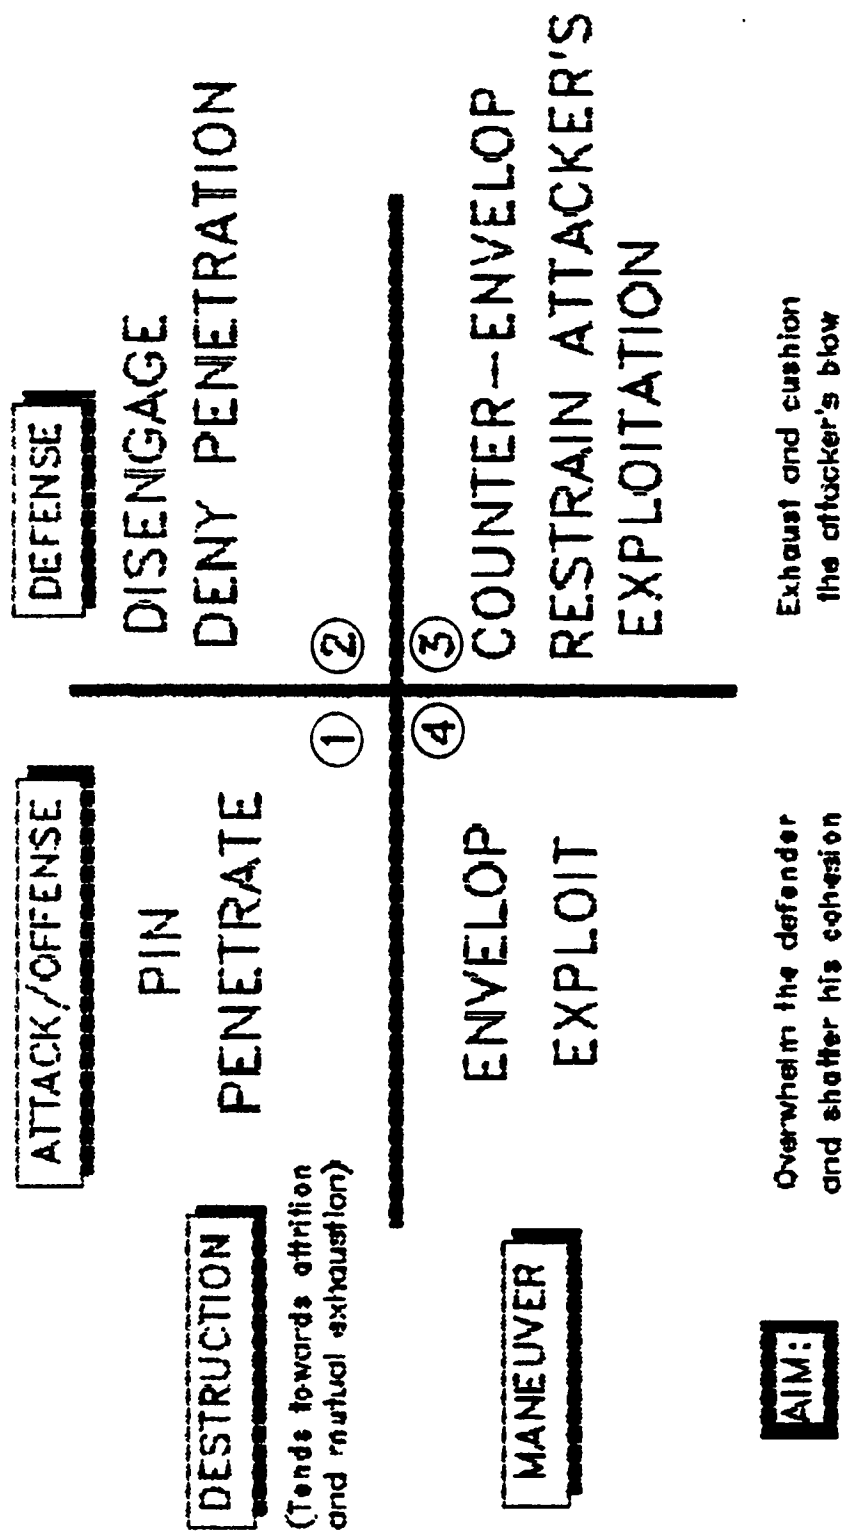 ATTACK/OFFENSE
DEFENSE
DESTRUCTION
(Tends towards attrition
and mutual exhaustion)
PIN
PENETRATE
1
DISENGAGE
DENY PENETRATION
2
MANEUVER
4
ENVELOP
EXPLOIT
3
COUNTER-ENVELOP
RESTRAIN ATTACKER'S
EXPLOITATION
AIM:
Overwhelm the defender
and shatter his cohesion
Exhaust and cushion
the attacker's blow